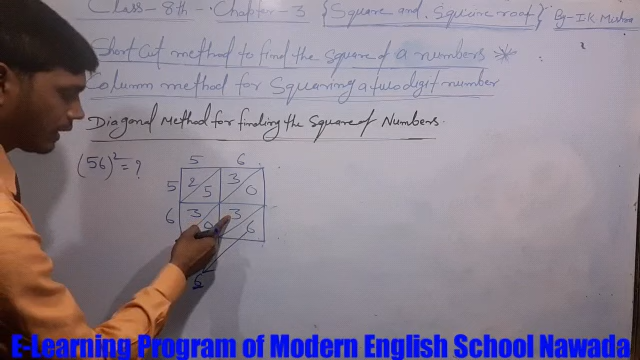 Class - 8th - Chapter - 3 {Square and Square root} By - I.K Mishra
Short Cut method to find the square of a numbers *
Column method for Squaring a two digit number
Diagonal Method for finding the Square of Numbers.
(56)² = ?
5 6
5 2 5 3 0
6 3 0 3 6
6
E-Learning Program of Modern English School Nawada